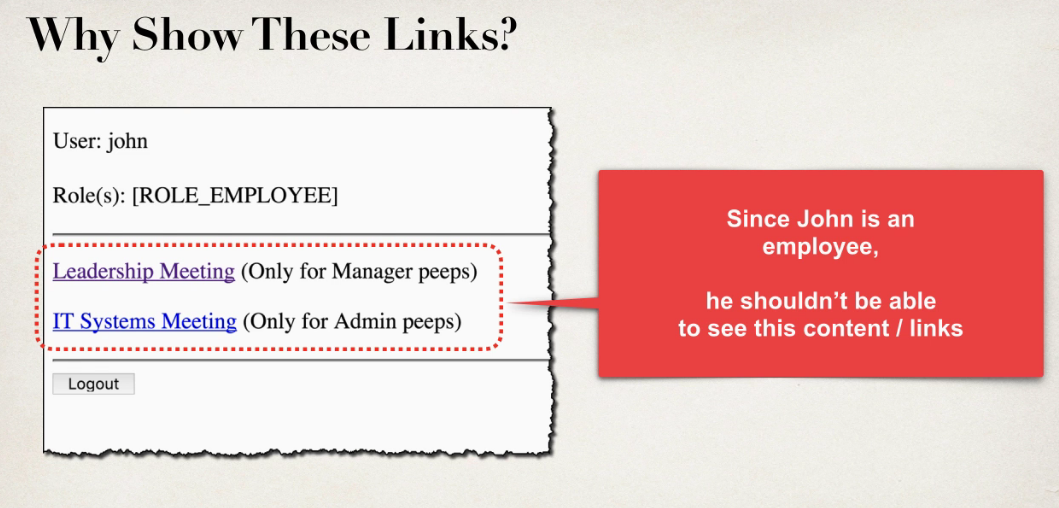 Why Show These Links?
User: john
Role(s): [ROLE_EMPLOYEE]
Leadership Meeting (Only for Manager peeps)
IT Systems Meeting (Only for Admin peeps)
Logout
Since John is an
employee,
he shouldn’t be able
to see this content / links